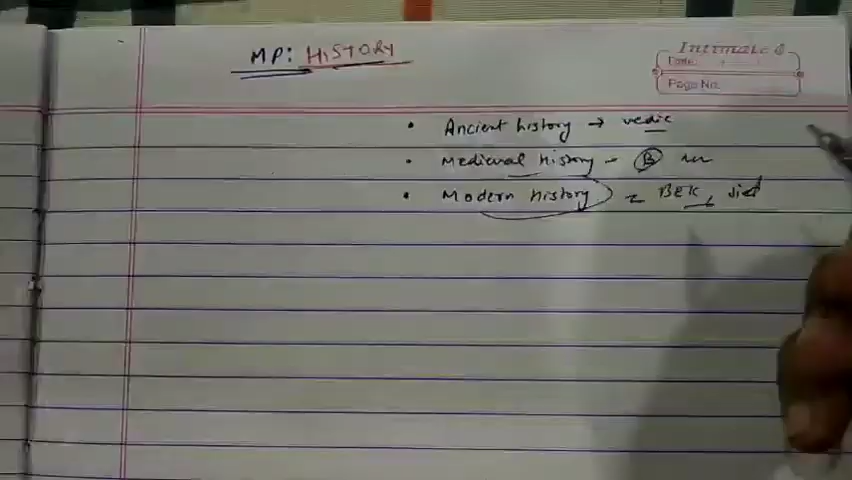 MP: HISTORY
Intimate
Date:
Page No.
• Ancient history → vedic
• Medieval history - B
• Modern history